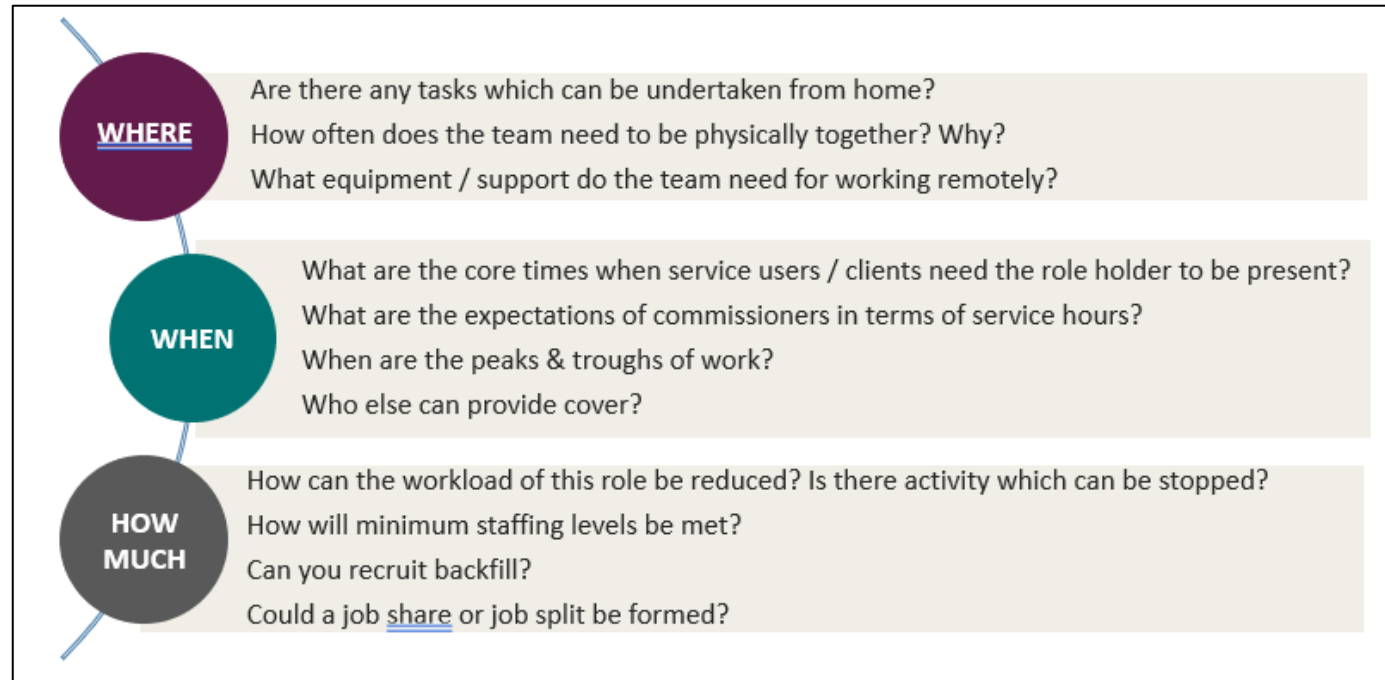 WHERE
Are there any tasks which can be undertaken from home?
How often does the team need to be physically together? Why?
What equipment / support do the team need for working remotely?
WHEN
What are the core times when service users / clients need the role holder to be present?
What are the expectations of commissioners in terms of service hours?
When are the peaks & troughs of work?
Who else can provide cover?
HOW
MUCH
How can the workload of this role be reduced? Is there activity which can be stopped?
How will minimum staffing levels be met?
Can you recruit backfill?
Could a job share or job split be formed?